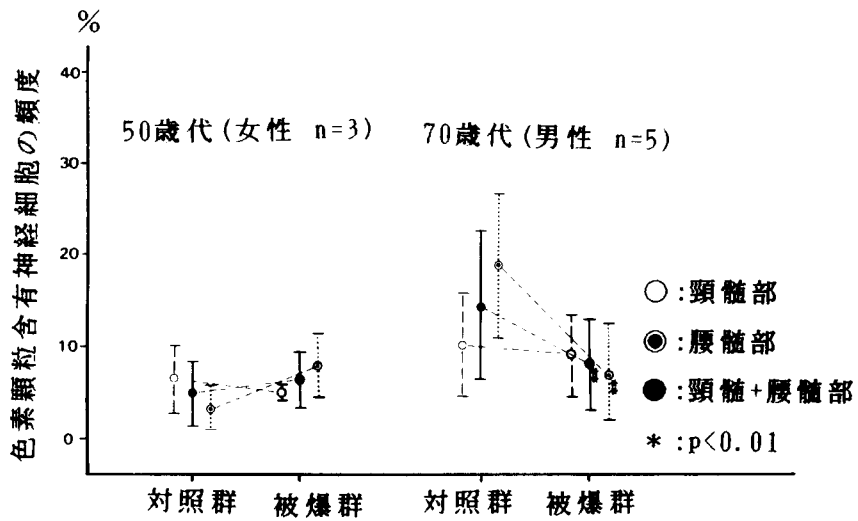 %
色素顆粒含有神経細胞の頻度
40
30
20
10
0
50歳代(女性 n=3)
70歳代(男性 n=5)
○:頸髄部
◉:腰髄部
●:頸髄+腰髄部
*:p<0.01
対照群 被爆群 対照群 被爆群